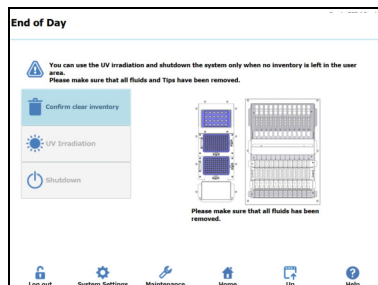 End of Day
You can use the UV irradiation and shutdown the system only when no inventory is left in the user
area.
Please make sure that all fluids and Tips have been removed.
Confirm clear inventory
UV Irradiation
Shutdown
Please make sure that all fluids has been
removed.
Log out System Settings Maintenance Home Up Help